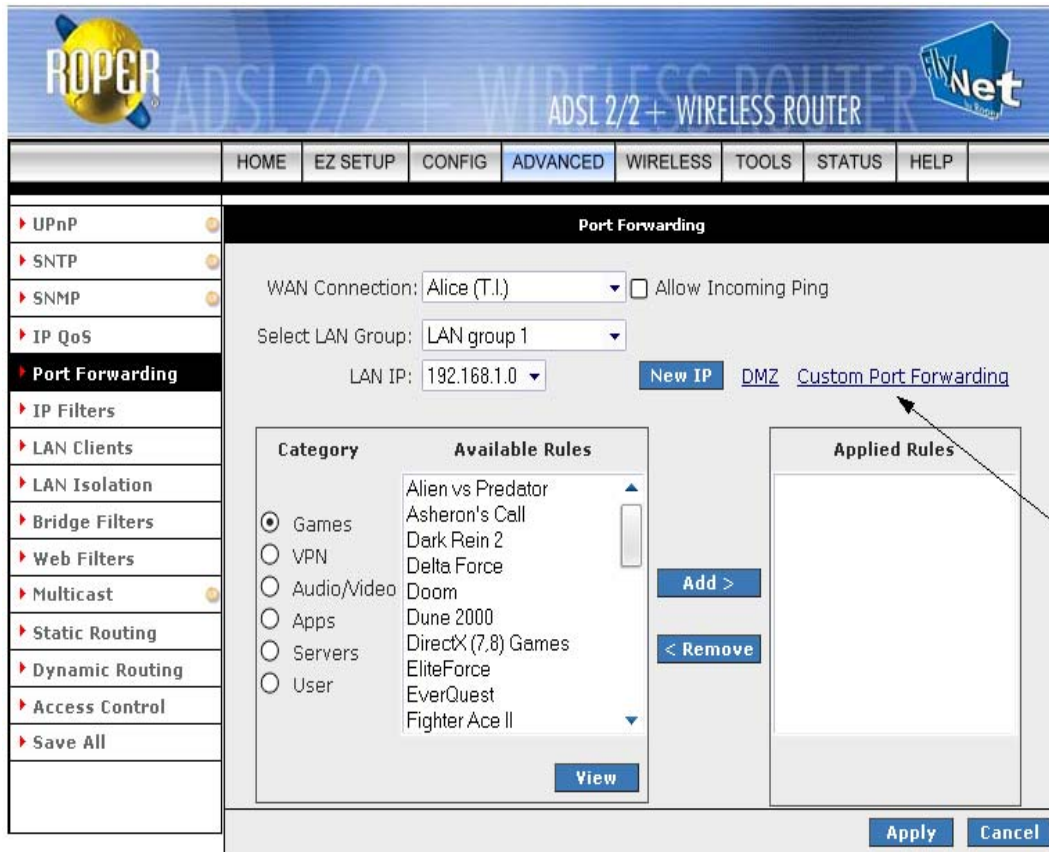 ROPER
ADSL 2/2 + WIRELESS ROUTER
ADSL 2/2 + WIRELESS ROUTER
FlyNet
by Roper
HOME EZ SETUP CONFIG ADVANCED WIRELESS TOOLS STATUS HELP
UPnP
SNTP
SNMP
IP QoS
Port Forwarding
IP Filters
LAN Clients
LAN Isolation
Bridge Filters
Web Filters
Multicast
Static Routing
Dynamic Routing
Access Control
Save All
Port Forwarding
WAN Connection: Alice (T.I.) Allow Incoming Ping
Select LAN Group: LAN group 1
LAN IP: 192.168.1.0 New IP DMZ Custom Port Forwarding
Category Available Rules Applied Rules
Games
VPN
Audio/Video
Apps
Servers
User
Alien vs Predator
Asheron's Call
Dark Rein 2
Delta Force
Doom
Dune 2000
DirectX (7,8) Games
EliteForce
EverQuest
Fighter Ace II
Add >
< Remove
View
Apply Cancel